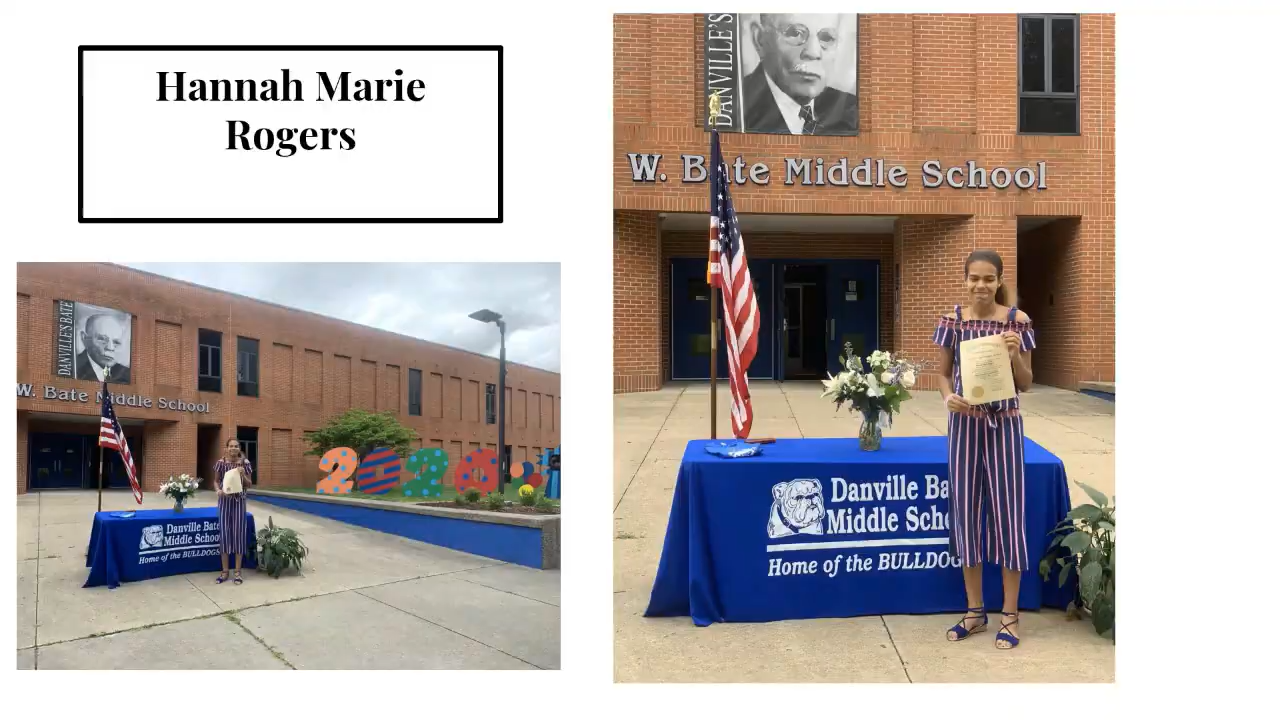 Hannah Marie
Rogers
DANVILLE'S BATE
W. Bate Middle School
2020
Danville Bate
Middle School
Home of the BULLDOGS
DANVILLE'S
W. Bate Middle School
Danville Ba
Middle Scho
Home of the BULLDOG